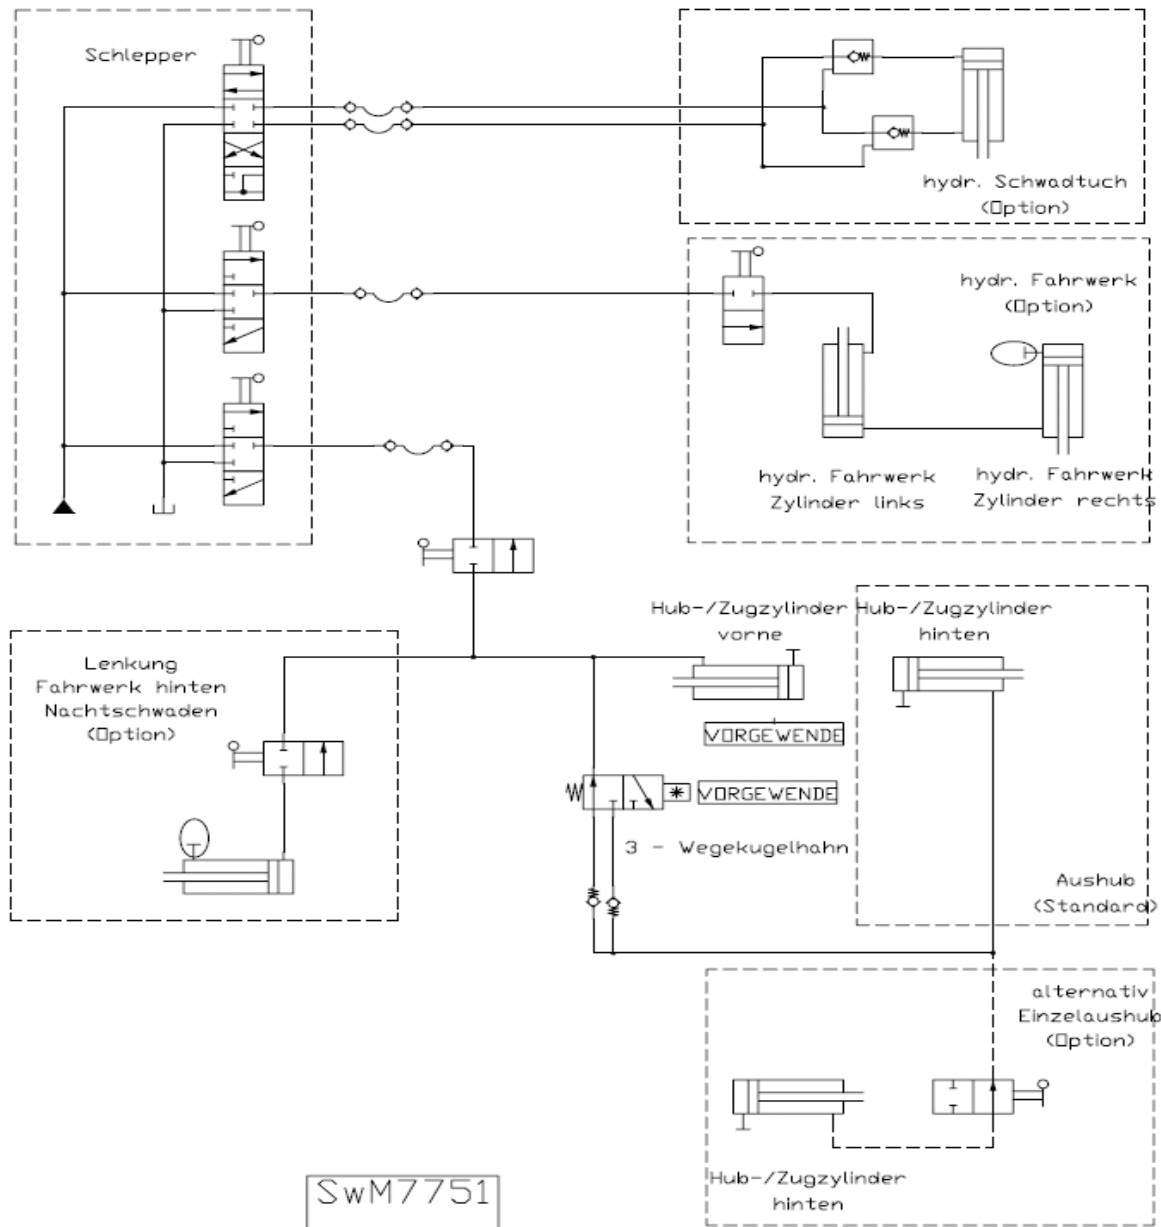 Schlepper
hydr. Schwadtuch
(Option)
hydr. Fahrwerk
(Option)
hydr. Fahrwerk
Zylinder links
hydr. Fahrwerk
Zylinder rechts
Hub-/Zugzylinder
vorne
Hub-/Zugzylinder
hinten
Lenkung
Fahrwerk hinten
Nachtschwaden
(Option)
VORGEWENDE
VORGEWENDE
3 - Wegekugelhahn
Aushub
(Standard)
alternativ
Einzelaushub
(Option)
Hub-/Zugzylinder
hinten
SwM7751